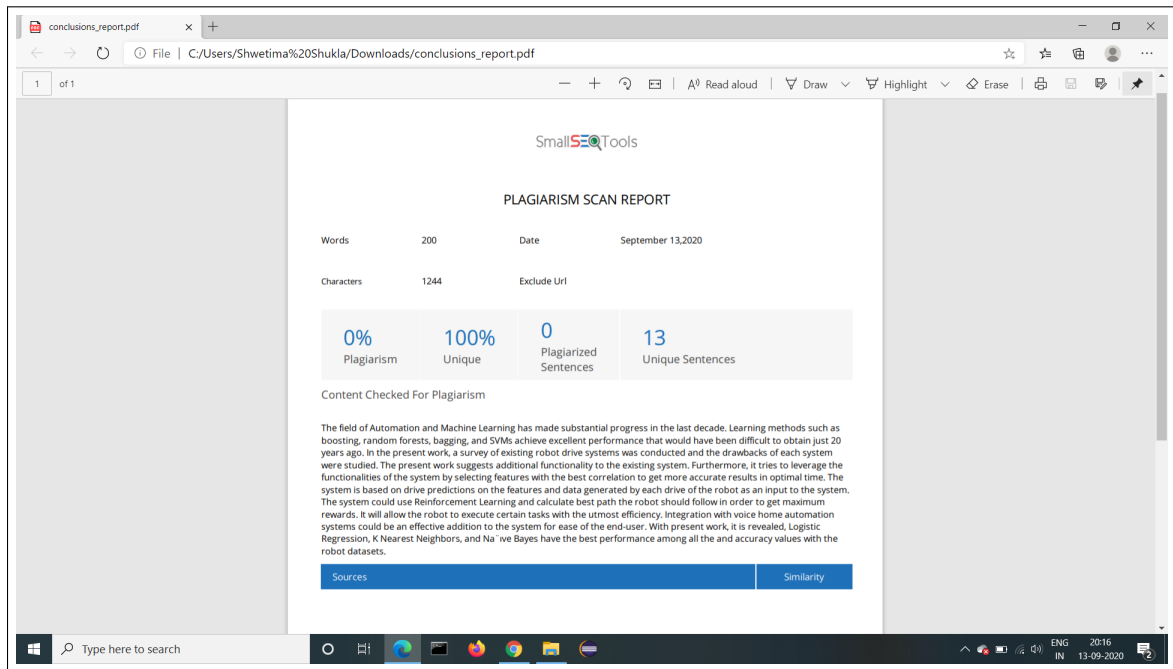 conclusions_report.pdf
File | C:/Users/Shwetima%20Shukla/Downloads/conclusions_report.pdf
1 of 1 Read aloud Draw Highlight Erase
SmallSEOTools
PLAGIARISM SCAN REPORT
Words 200 Date September 13,2020
Characters 1244 Exclude Url
0% 100% 0 13
Plagiarism Unique Plagiarized Sentences Unique Sentences
Content Checked For Plagiarism
The field of Automation and Machine Learning has made substantial progress in the last decade. Learning methods such as
boosting, random forests, bagging, and SVMs achieve excellent performance that would have been difficult to obtain just 20
years ago. In the present work, a survey of existing robot drive systems was conducted and the drawbacks of each system
were studied. The present work suggests additional functionality to the existing system. Furthermore, it tries to leverage the
functionalities of the system by selecting features with the best correlation to get more accurate results in optimal time. The
system is based on drive predictions on the features and data generated by each drive of the robot as an input to the system.
The system could use Reinforcement Learning and calculate best path the robot should follow in order to get maximum
rewards. It will allow the robot to execute certain tasks with the utmost efficiency. Integration with voice home automation
systems could be an effective addition to the system for ease of the end-user. With present work, it is revealed, Logistic
Regression, K Nearest Neighbors, and Na¨ıve Bayes have the best performance among all the and accuracy values with the
robot datasets.
Sources Similarity
Type here to search
ENG 20:16
IN 13-09-2020
2